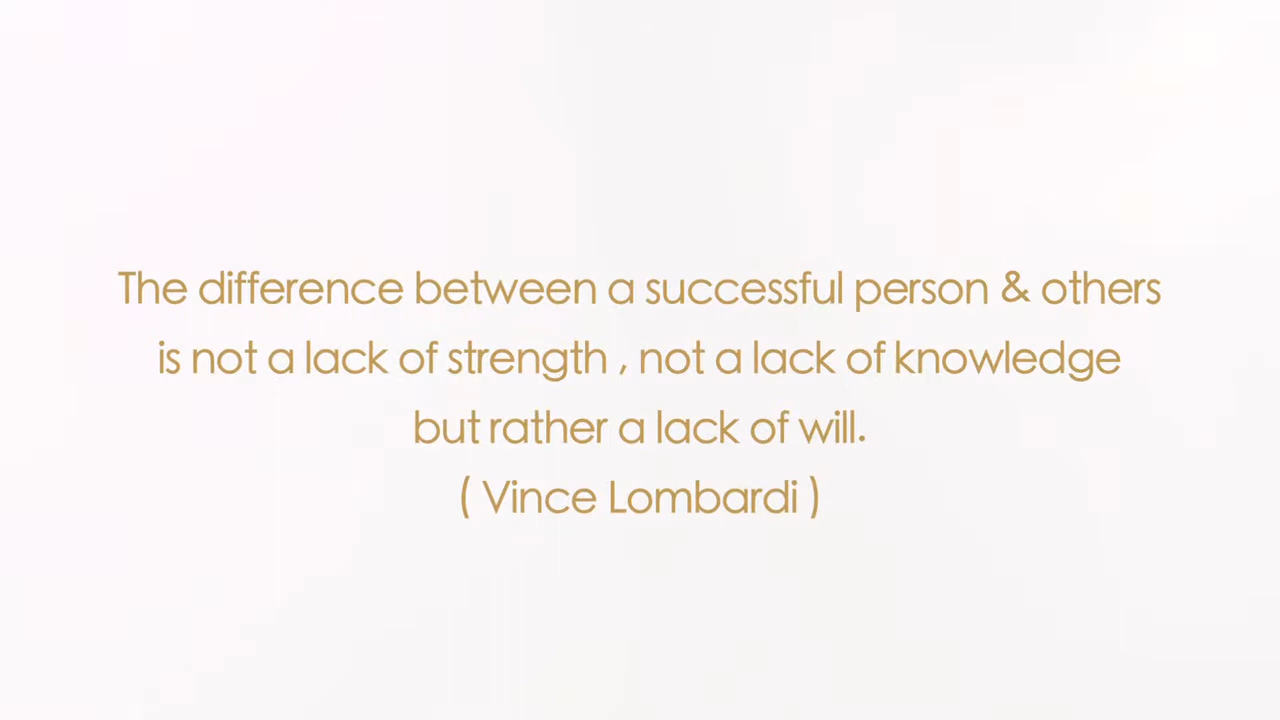 The difference between a successful person & others
is not a lack of strength , not a lack of knowledge
but rather a lack of will.
( Vince Lombardi )